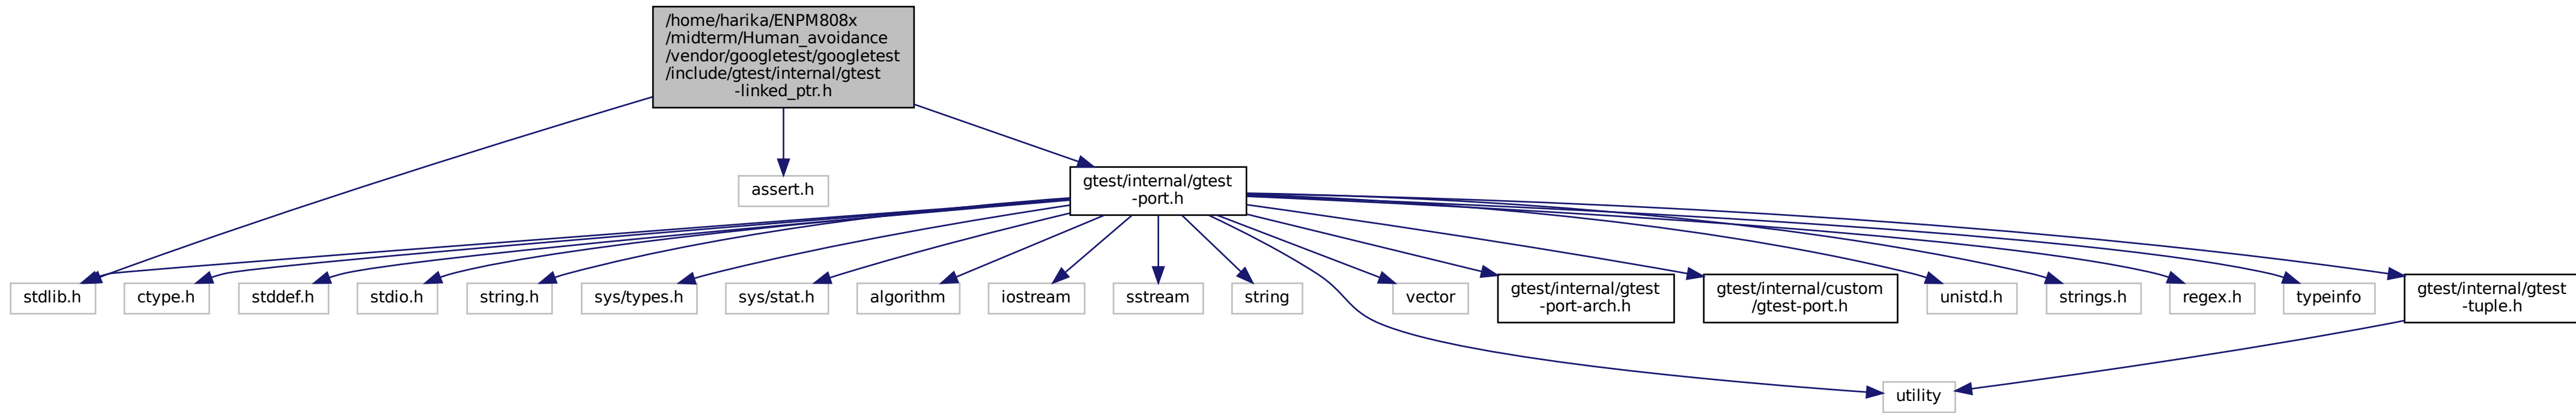 /home/harika/ENPM808x
/midterm/Human_avoidance
/vendor/googletest/googletest
/include/gtest/internal/gtest
-linked_ptr.h
assert.h
gtest/internal/gtest
-port.h
stdlib.h
ctype.h
stddef.h
stdio.h
string.h
sys/types.h
sys/stat.h
algorithm
iostream
sstream
string
vector
gtest/internal/gtest
-port-arch.h
gtest/internal/custom
/gtest-port.h
unistd.h
strings.h
regex.h
typeinfo
gtest/internal/gtest
-tuple.h
utility